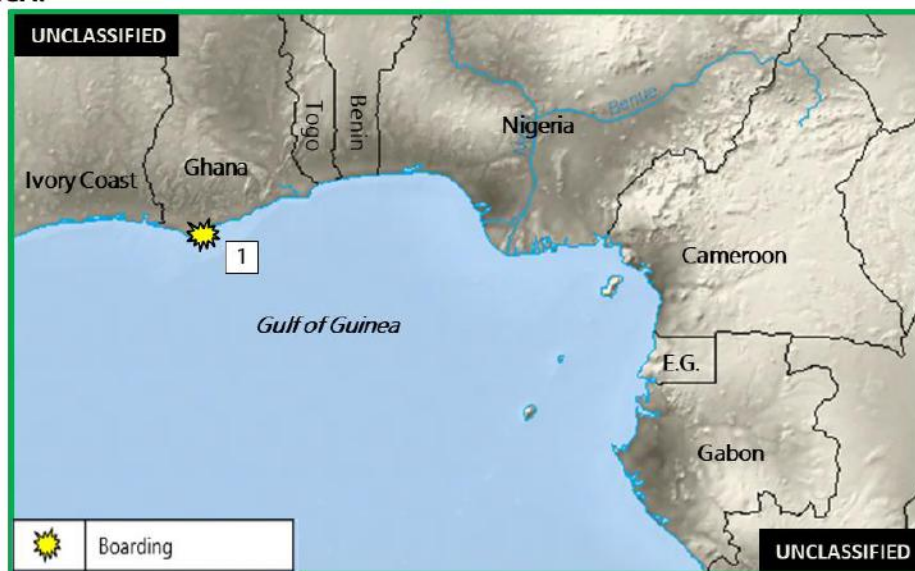 UNCLASSIFIED
Togo
Benin
Nigeria
Benue
Ghana
Ivory Coast
1
Cameroon
Gulf of Guinea
E.G.
Gabon
Boarding
UNCLASSIFIED